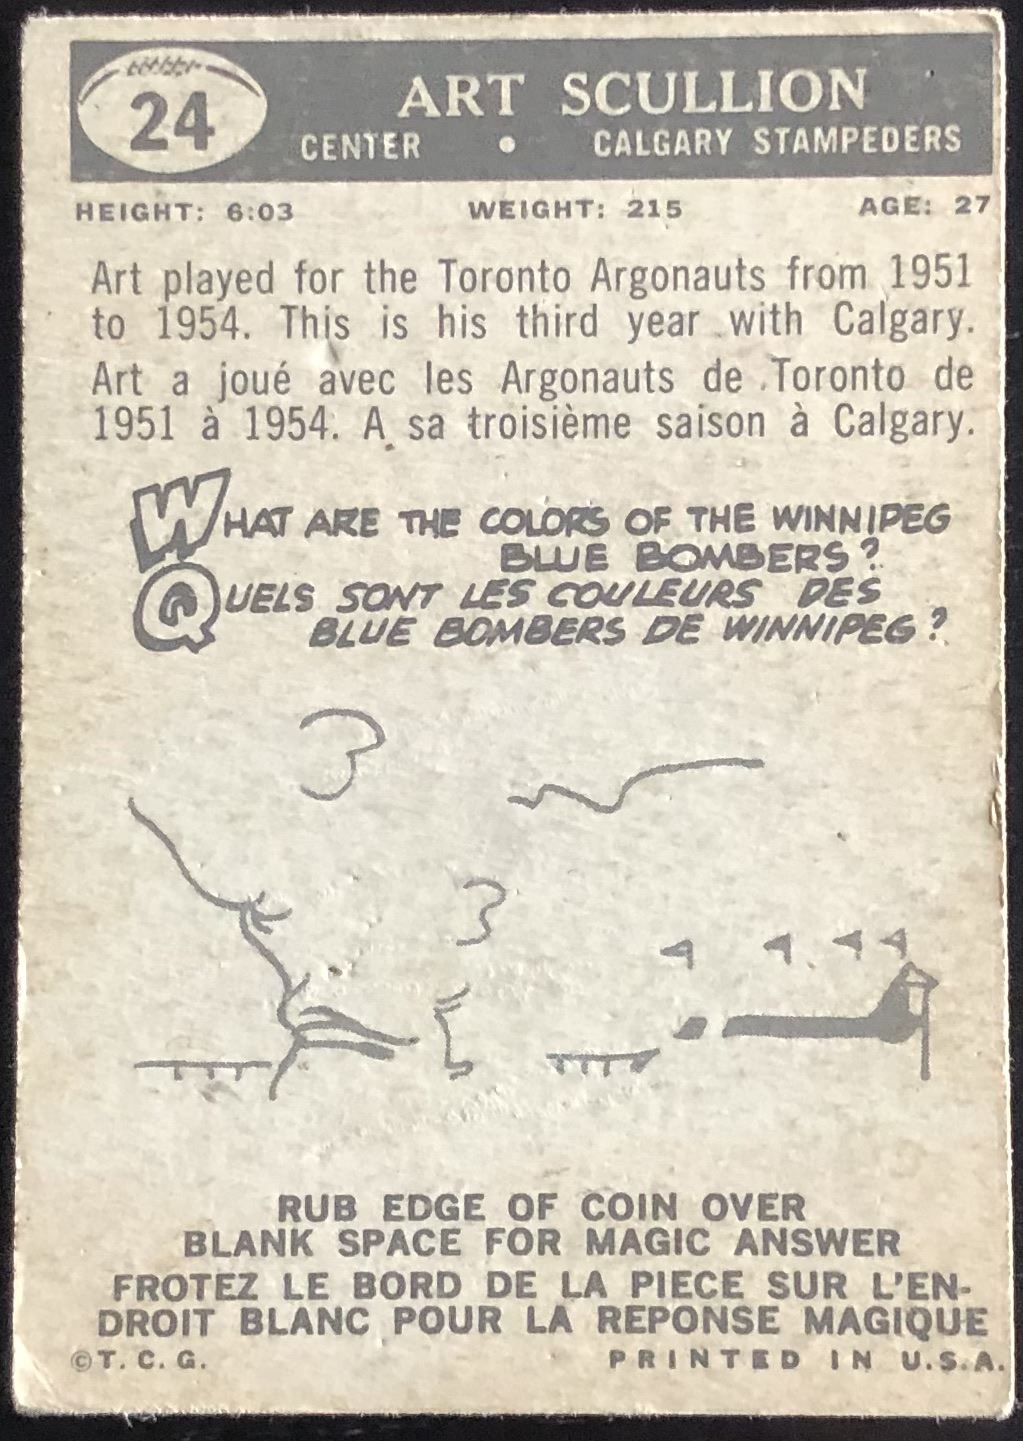 24
ART SCULLION
CENTER • CALGARY STAMPEDERS
HEIGHT: 6:03 WEIGHT: 215 AGE: 27
Art played for the Toronto Argonauts from 1951
to 1954. This is his third year with Calgary.
Art a joué avec les Argonauts de Toronto de
1951 à 1954. A sa troisième saison à Calgary.
WHAT ARE THE COLORS OF THE WINNIPEG
BLUE BOMBERS?
QUELS SONT LES COULEURS DES
BLUE BOMBERS DE WINNIPEG?
RUB EDGE OF COIN OVER
BLANK SPACE FOR MAGIC ANSWER
FROTEZ LE BORD DE LA PIECE SUR L'EN-
DROIT BLANC POUR LA REPONSE MAGIQUE
©T. C. G. PRINTED IN U.S.A.